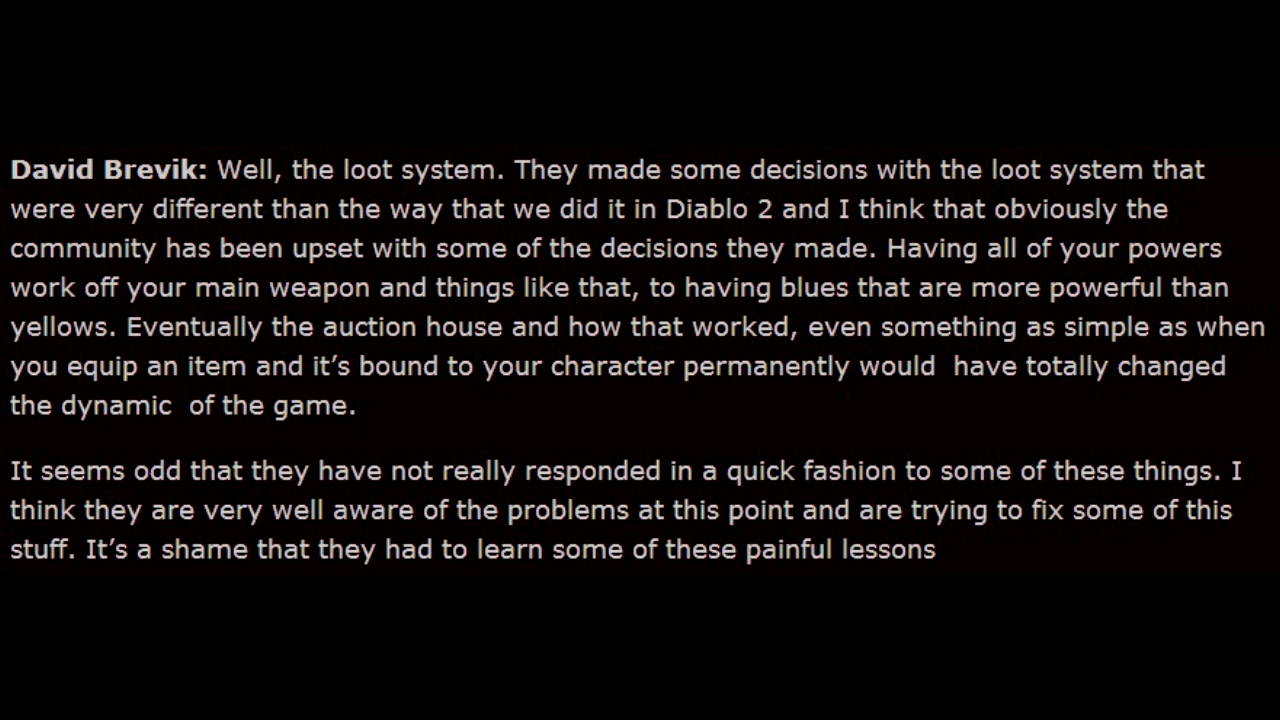 David Brevik: Well, the loot system. They made some decisions with the loot system that
were very different than the way that we did it in Diablo 2 and I think that obviously the
community has been upset with some of the decisions they made. Having all of your powers
work off your main weapon and things like that, to having blues that are more powerful than
yellows. Eventually the auction house and how that worked, even something as simple as when
you equip an item and it’s bound to your character permanently would  have totally changed
the dynamic  of the game.
It seems odd that they have not really responded in a quick fashion to some of these things. I
think they are very well aware of the problems at this point and are trying to fix some of this
stuff. It’s a shame that they had to learn some of these painful lessons